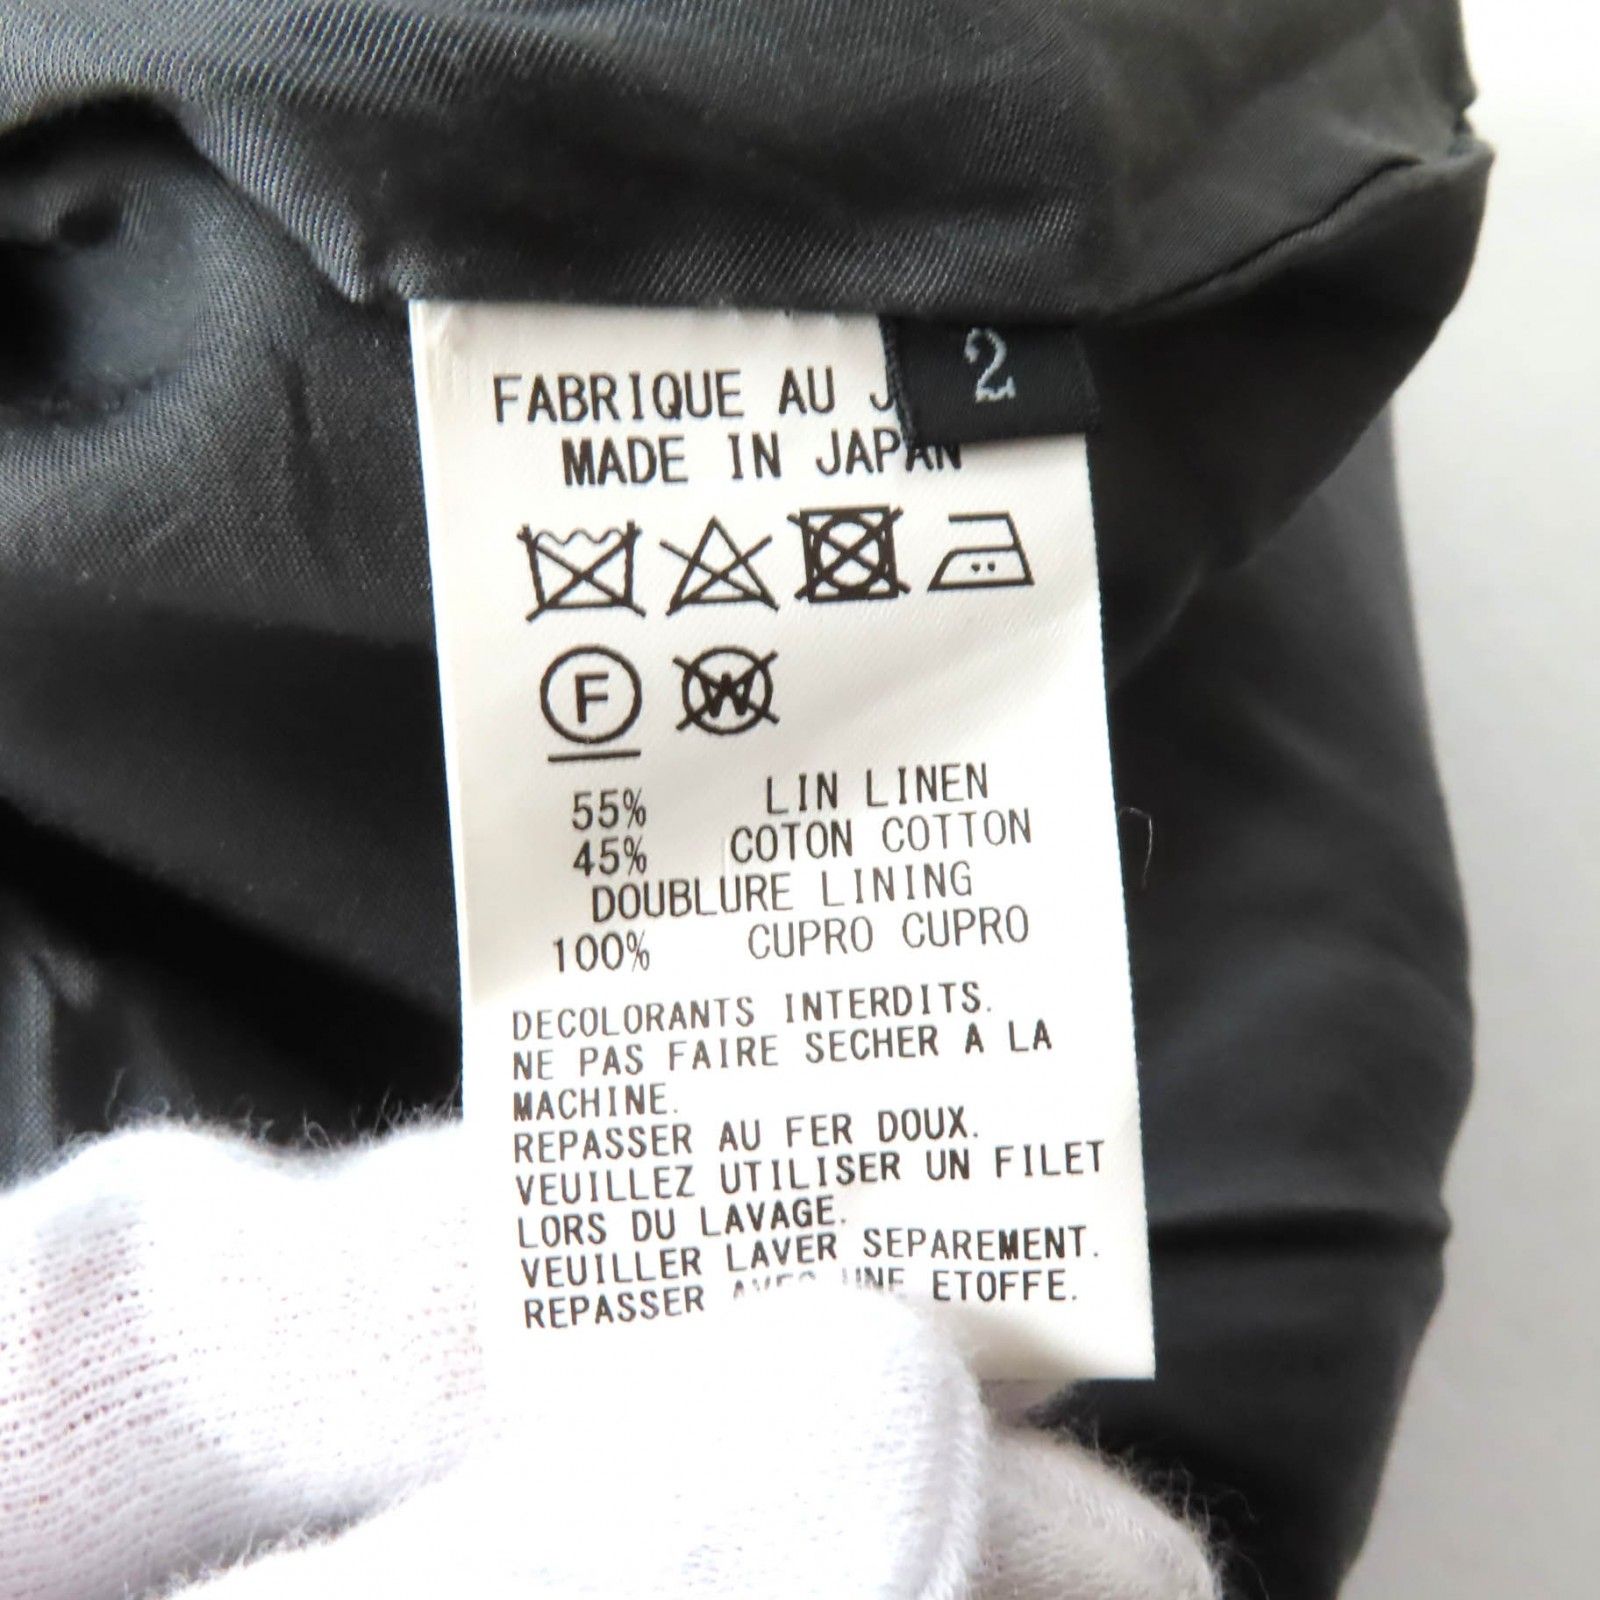 2
FABRIQUE AU
MADE IN JAPAN
F
W
55% LIN LINEN
45% COTON COTTON
DOUBLURE LINING
100% CUPRO CUPRO
DECOLORANTS INTERDITS.
NE PAS FAIRE SECHER A LA
MACHINE.
REPASSER AU FER DOUX.
VEUILLEZ UTILISER UN FILET
LORS DU LAVAGE.
VEUILLER LAVER SEPAREMENT.
REPASSER AVEC UNE ETOFFE.